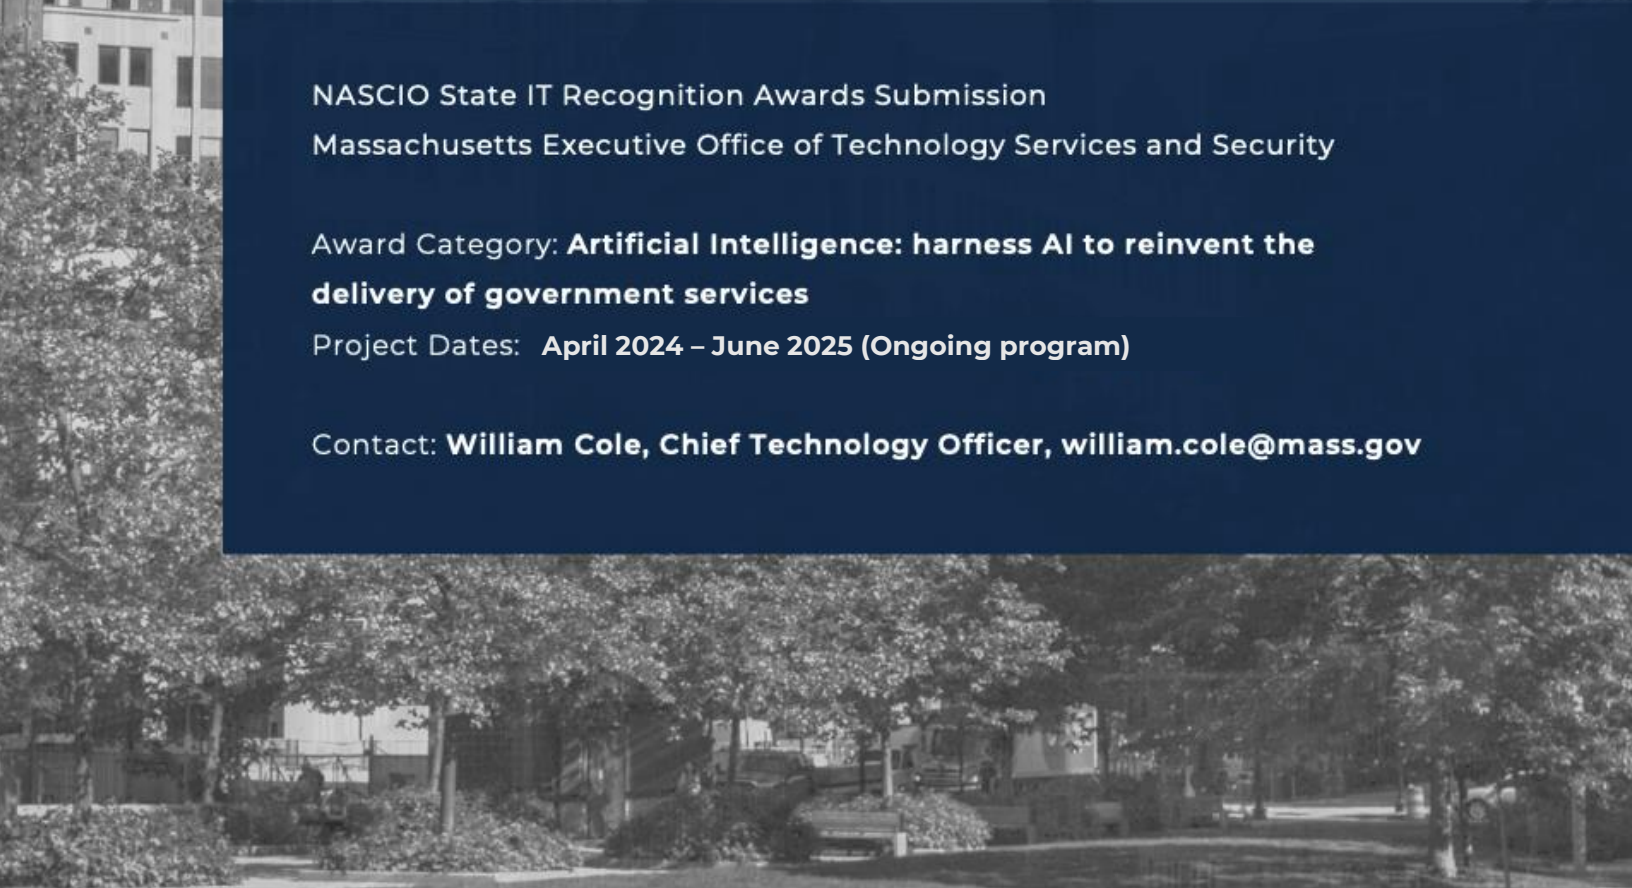 NASCIO State IT Recognition Awards Submission
Massachusetts Executive Office of Technology Services and Security
Award Category: Artificial Intelligence: harness AI to reinvent the
delivery of government services
Project Dates: April 2024 – June 2025 (Ongoing program)
Contact: William Cole, Chief Technology Officer, william.cole@mass.gov